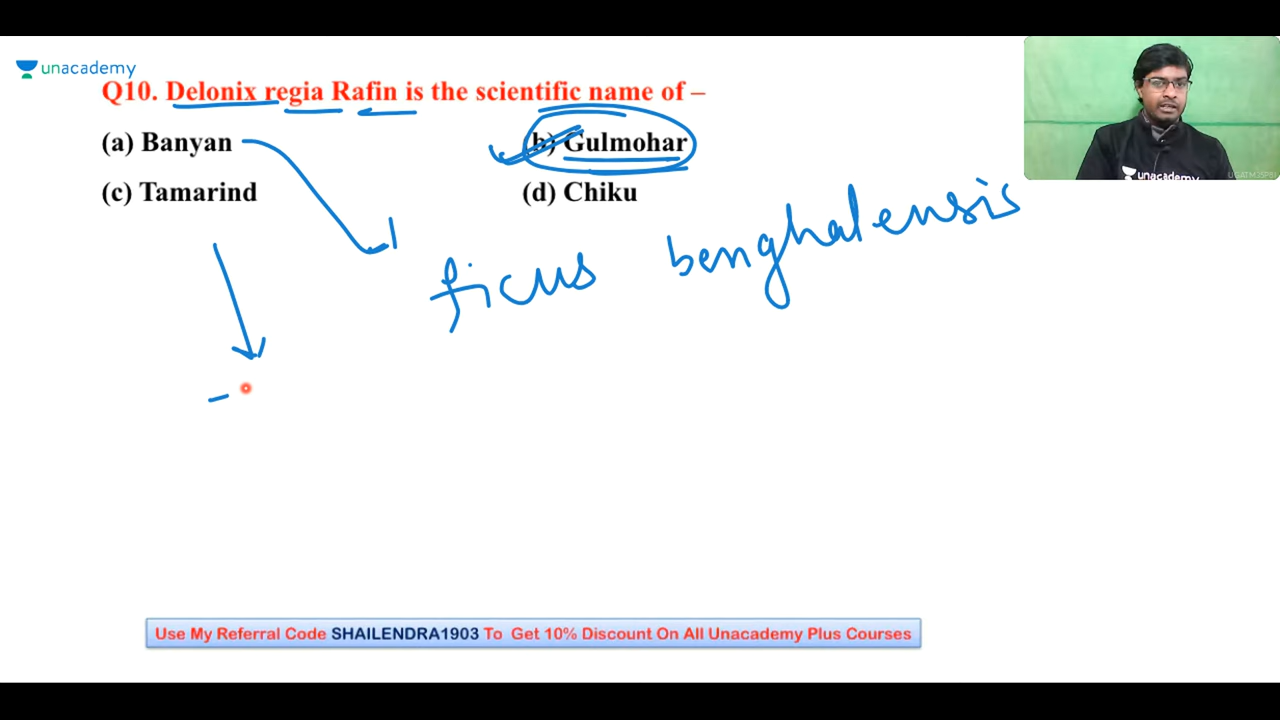 unacademy
Q10. Delonix regia Rafin is the scientific name of –
(a) Banyan (b) Gulmohar
(c) Tamarind (d) Chiku
ficus benghalensis
unacademy
Use My Referral Code SHAILENDRA1903 To Get 10% Discount On All Unacademy Plus Courses